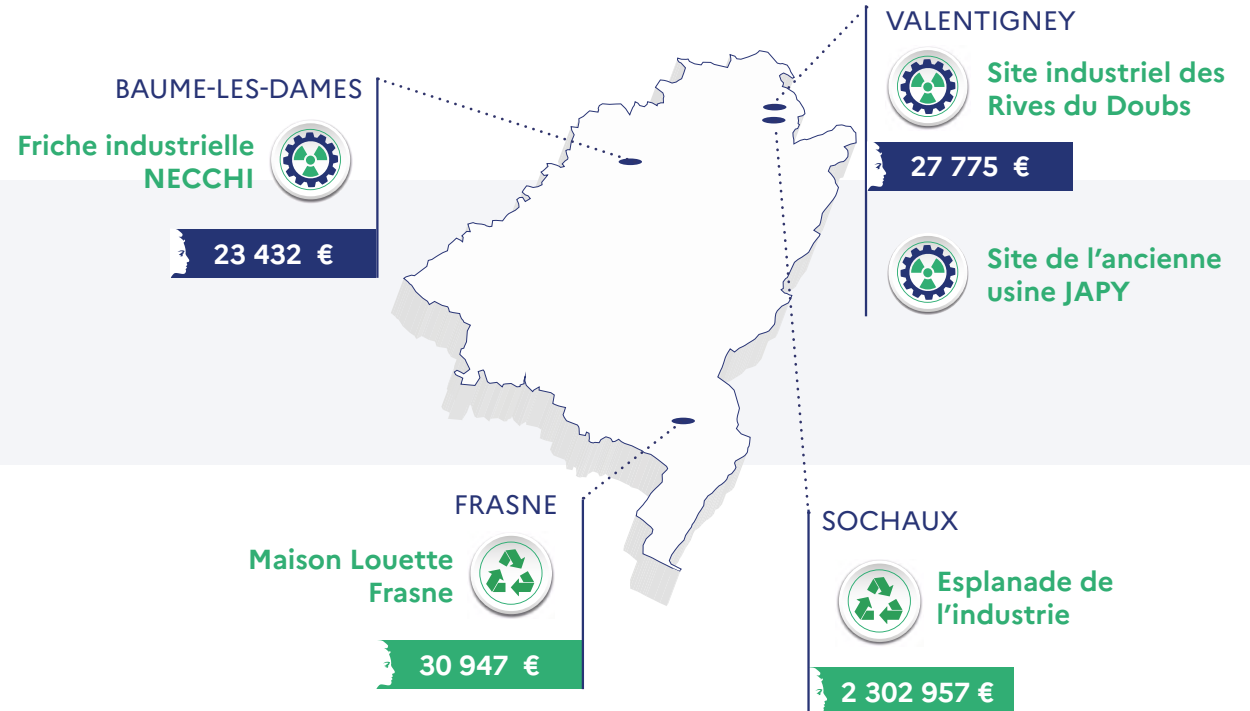 VALENTIGNEY
Site industriel des
Rives du Doubs
27 775 €
Site de l'ancienne
usine JAPY
BAUME-LES-DAMES
Friche industrielle
NECCHI
23 432 €
FRASNE
Maison Louette
Frasne
30 947 €
SOCHAUX
Esplanade de
l'industrie
2 302 957 €